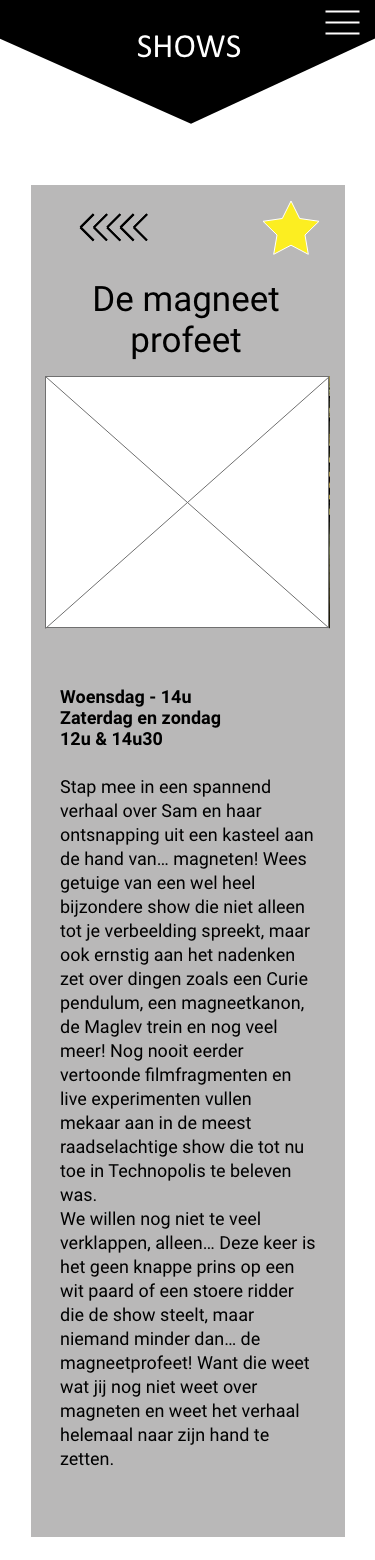 SHOWS
De magneet
profeet
Woensdag - 14u
Zaterdag en zondag
12u & 14u30
Stap mee in een spannend
verhaal over Sam en haar
ontsnapping uit een kasteel aan
de hand van... magneten! Wees
getuige van een wel heel
bijzondere show die niet alleen
tot je verbeelding spreekt, maar
ook ernstig aan het nadenken
zet over dingen zoals een Curie
pendulum, een magneetkanon,
de Maglev trein en nog veel
meer! Nog nooit eerder
vertoonde filmfragmenten en
live experimenten vullen
mekaar aan in de meest
raadselachtige show die tot nu
toe in Technopolis te beleven
was.
We willen nog niet te veel
verklappen, alleen... Deze keer is
het geen knappe prins op een
wit paard of een stoere ridder
die de show steelt, maar
niemand minder dan... de
magneetprofeet! Want die weet
wat jij nog niet weet over
magneten en weet het verhaal
helemaal naar zijn hand te
zetten.